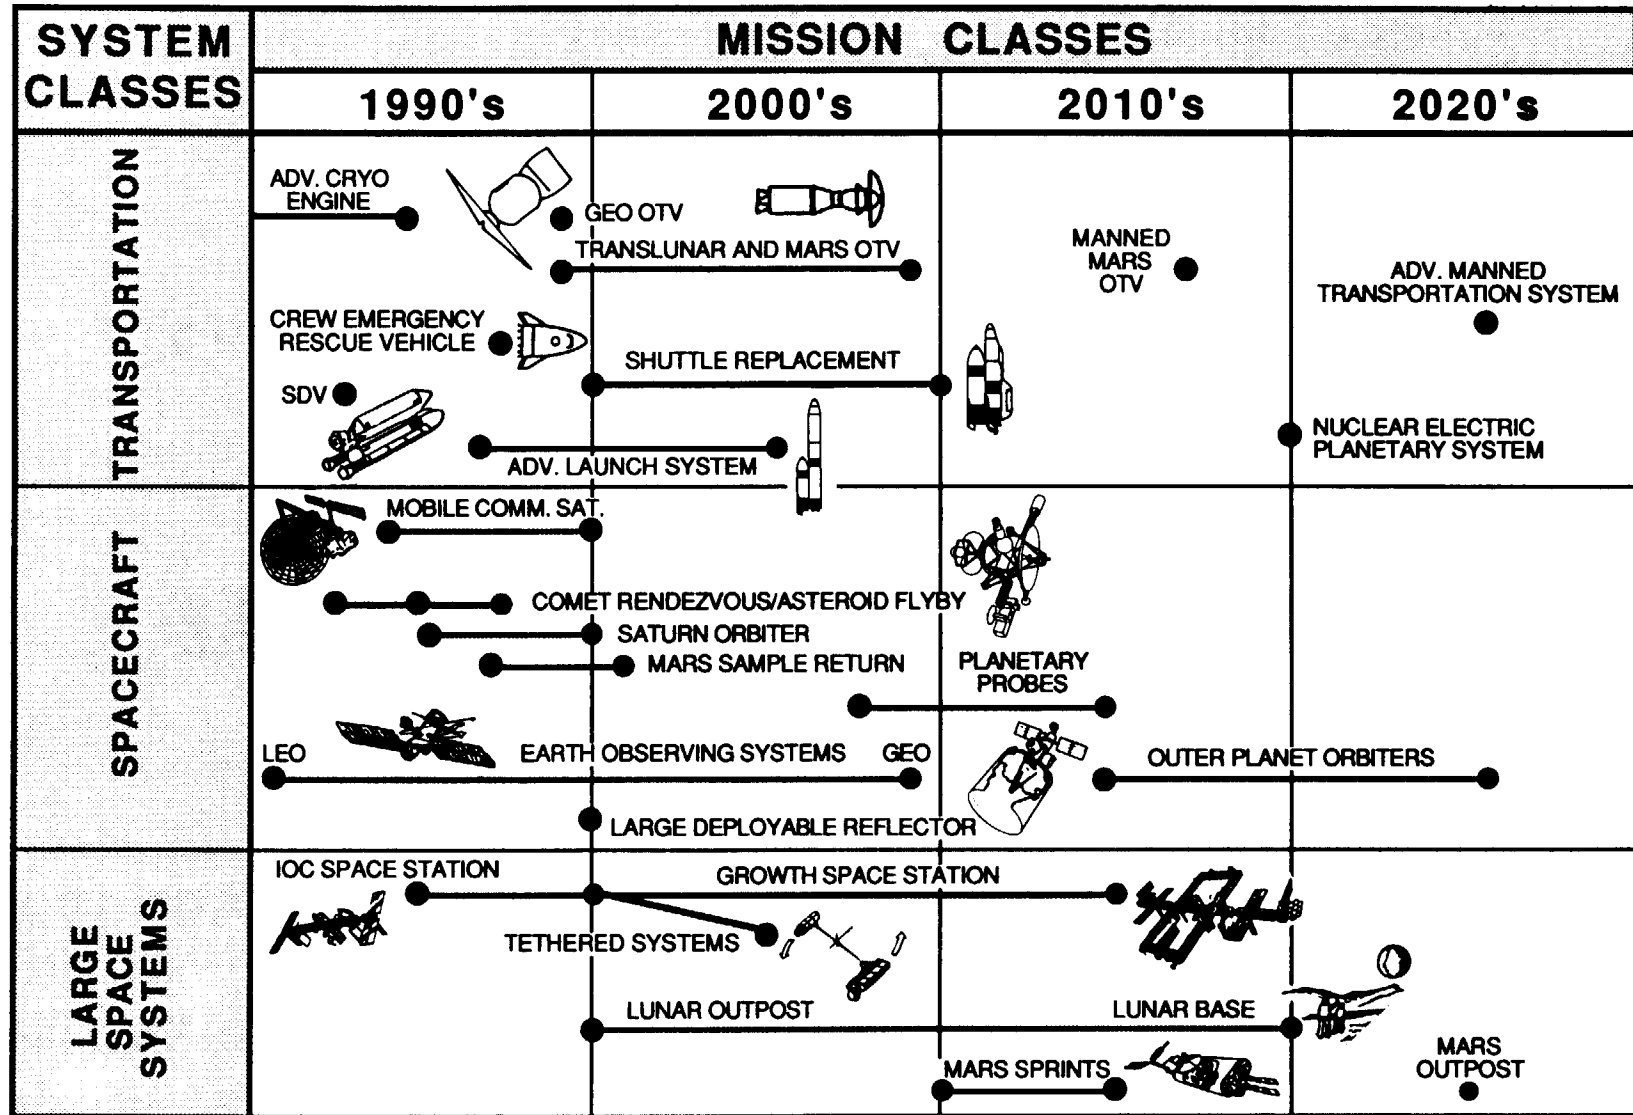 SYSTEM
CLASSES
MISSION CLASSES
1990's
2000's
2010's
2020's
TRANSPORTATION
ADV. CRYO
ENGINE
GEO OTV
TRANSLUNAR AND MARS OTV
MANNED
MARS
OTV
ADV. MANNED
TRANSPORTATION SYSTEM
CREW EMERGENCY
RESCUE VEHICLE
SHUTTLE REPLACEMENT
SDV
ADV. LAUNCH SYSTEM
NUCLEAR ELECTRIC
PLANETARY SYSTEM
SPACECRAFT
MOBILE COMM. SAT.
COMET RENDEZVOUS/ASTEROID FLYBY
SATURN ORBITER
MARS SAMPLE RETURN
PLANETARY
PROBES
LEO
EARTH OBSERVING SYSTEMS
GEO
OUTER PLANET ORBITERS
LARGE DEPLOYABLE REFLECTOR
LARGE
SPACE
SYSTEMS
IOC SPACE STATION
GROWTH SPACE STATION
TETHERED SYSTEMS
LUNAR OUTPOST
LUNAR BASE
MARS SPRINTS
MARS
OUTPOST